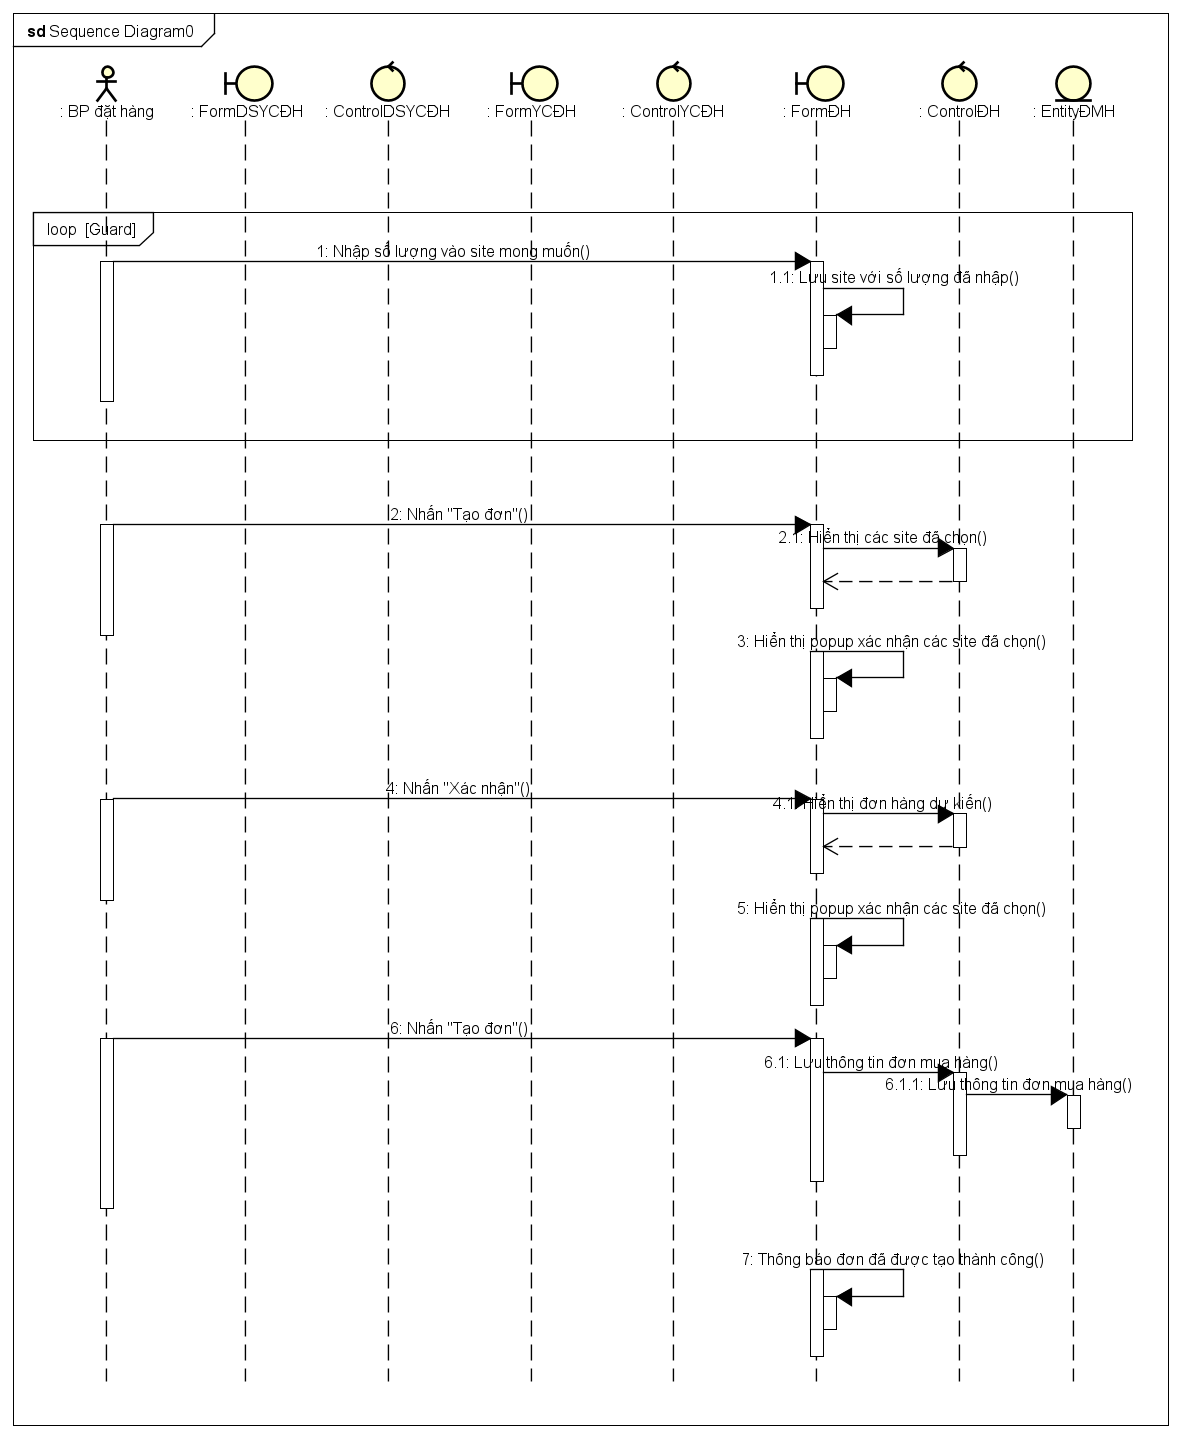 sd Sequence Diagram0
: BP đặt hàng
: FormDSYCĐH
: ControlDSYCĐH
: FormYCĐH
: ControlYCĐH
: FormĐH
: ControlĐH
: EntityĐMH
loop [Guard]
1: Nhập số lượng vào site mong muốn()
1.1: Lưu site với số lượng đã nhập()
2: Nhấn "Tạo đơn"()
2.1: Hiển thị các site đã chọn()
3: Hiển thị popup xác nhận các site đã chọn()
4: Nhấn "Xác nhận"()
4.1: Hiển thị đơn hàng dự kiến()
5: Hiển thị popup xác nhận các site đã chọn()
6: Nhấn "Tạo đơn"()
6.1: Lưu thông tin đơn mua hàng()
6.1.1: Lưu thông tin đơn mua hàng()
7: Thông báo đơn đã được tạo thành công()